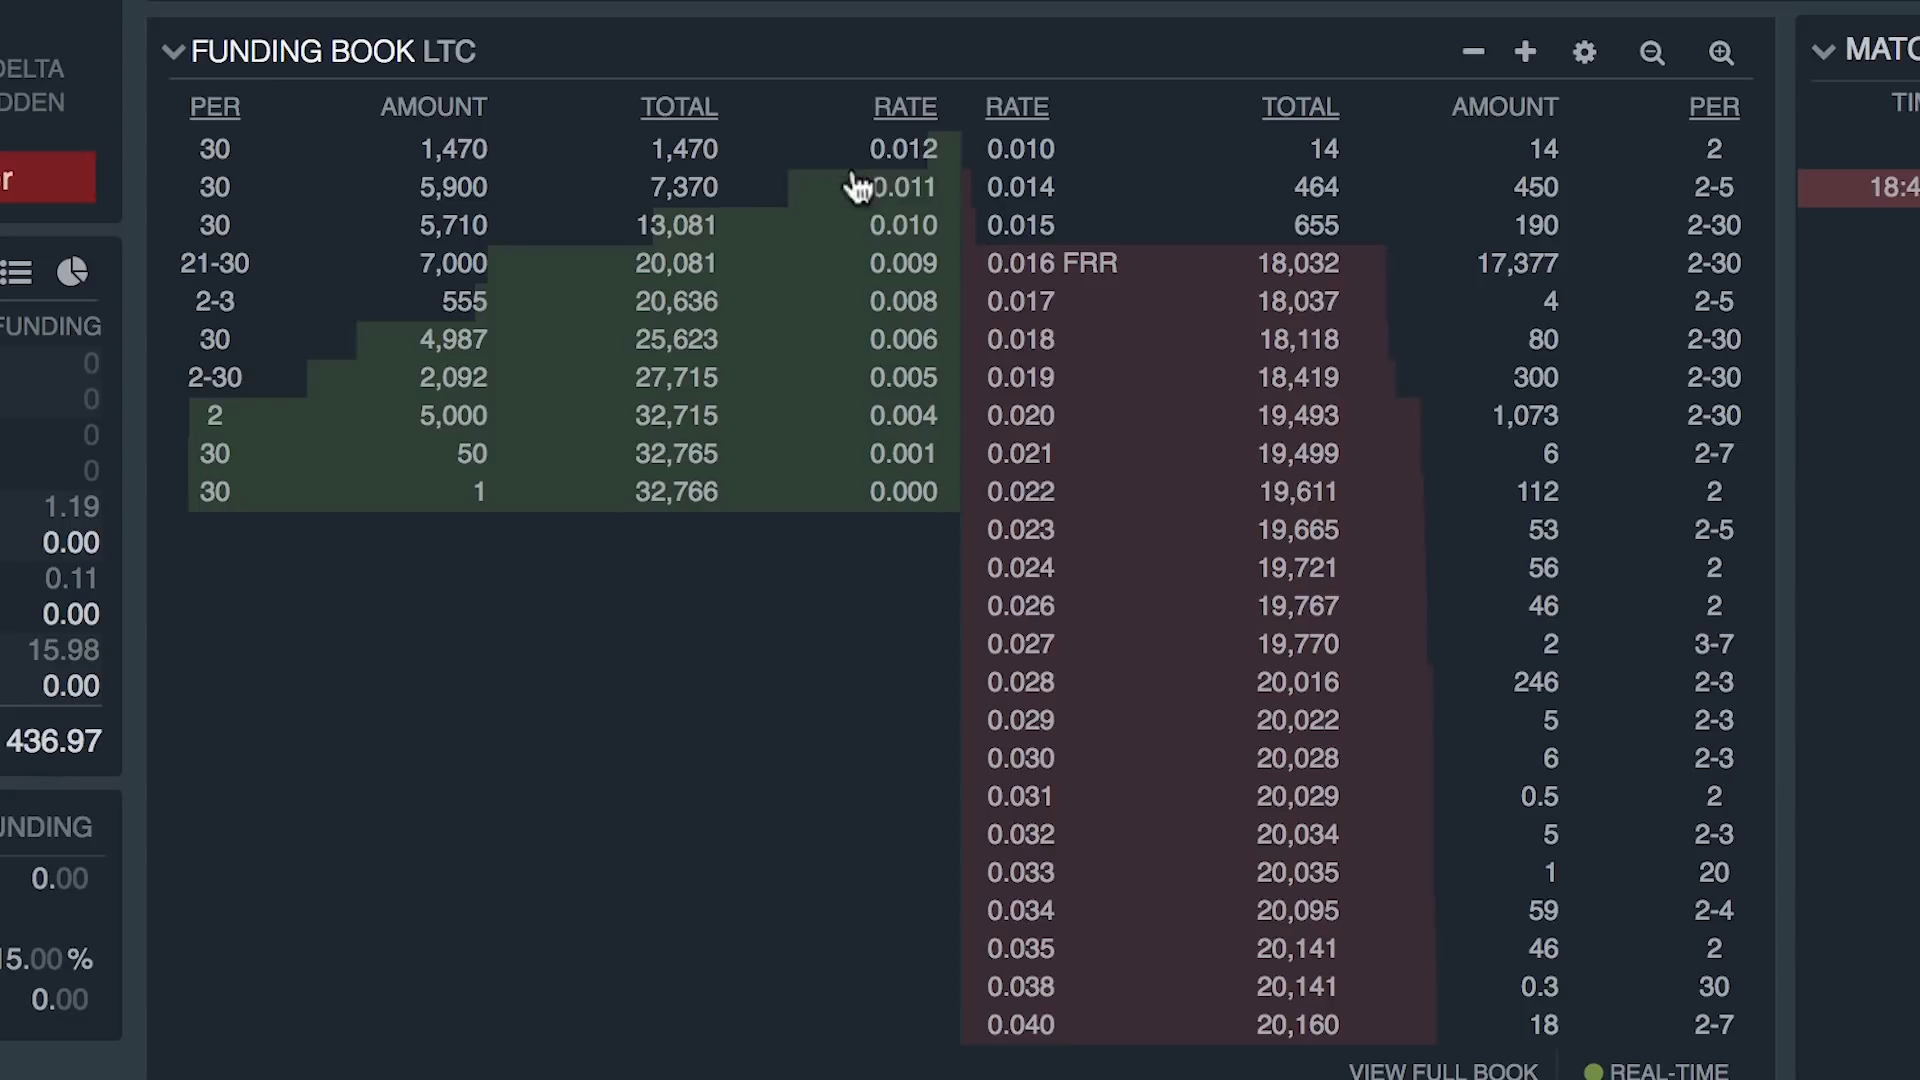 DELTA
DDEN
r
FUNDING
0
0
0
0
1.19
0.00
0.11
0.00
15.98
0.00
436.97
UNDING
0.00
15.00 %
0.00
FUNDING BOOK LTC
PER AMOUNT TOTAL RATE RATE TOTAL AMOUNT PER
30 1,470 1,470 0.012 0.010 14 14 2
30 5,900 7,370 0.011 0.014 464 450 2-5
30 5,710 13,081 0.010 0.015 655 190 2-30
21-30 7,000 20,081 0.009 0.016 FRR 18,032 17,377 2-30
2-3 555 20,636 0.008 0.017 18,037 4 2-5
30 4,987 25,623 0.006 0.018 18,118 80 2-30
2-30 2,092 27,715 0.005 0.019 18,419 300 2-30
2 5,000 32,715 0.004 0.020 19,493 1,073 2-30
30 50 32,765 0.001 0.021 19,499 6 2-7
30 1 32,766 0.000 0.022 19,611 112 2
0.023 19,665 53 2-5
0.024 19,721 56 2
0.026 19,767 46 2
0.027 19,770 2 3-7
0.028 20,016 246 2-3
0.029 20,022 5 2-3
0.030 20,028 6 2-3
0.031 20,029 0.5 2
0.032 20,034 5 2-3
0.033 20,035 1 20
0.034 20,095 59 2-4
0.035 20,141 46 2
0.038 20,141 0.3 30
0.040 20,160 18 2-7
VIEW FULL BOOK REAL-TIME
MATC
TIM
18:4